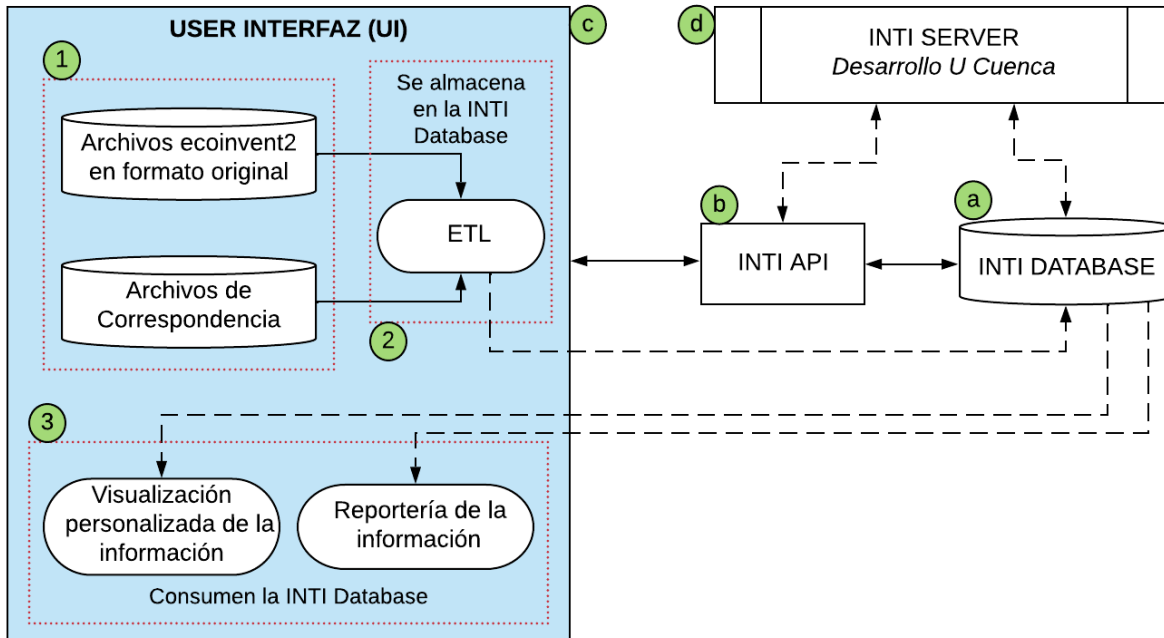 USER INTERFAZ (UI)
c
d
INTI SERVER
Desarrollo U Cuenca
1
Archivos ecoinvent2
en formato original
Se almacena
en la INTI
Database
ETL
Archivos de
Correspondencia
2
b
INTI API
a
INTI DATABASE
3
Visualización
personalizada de la
información
Reportería de la
información
Consumen la INTI Database